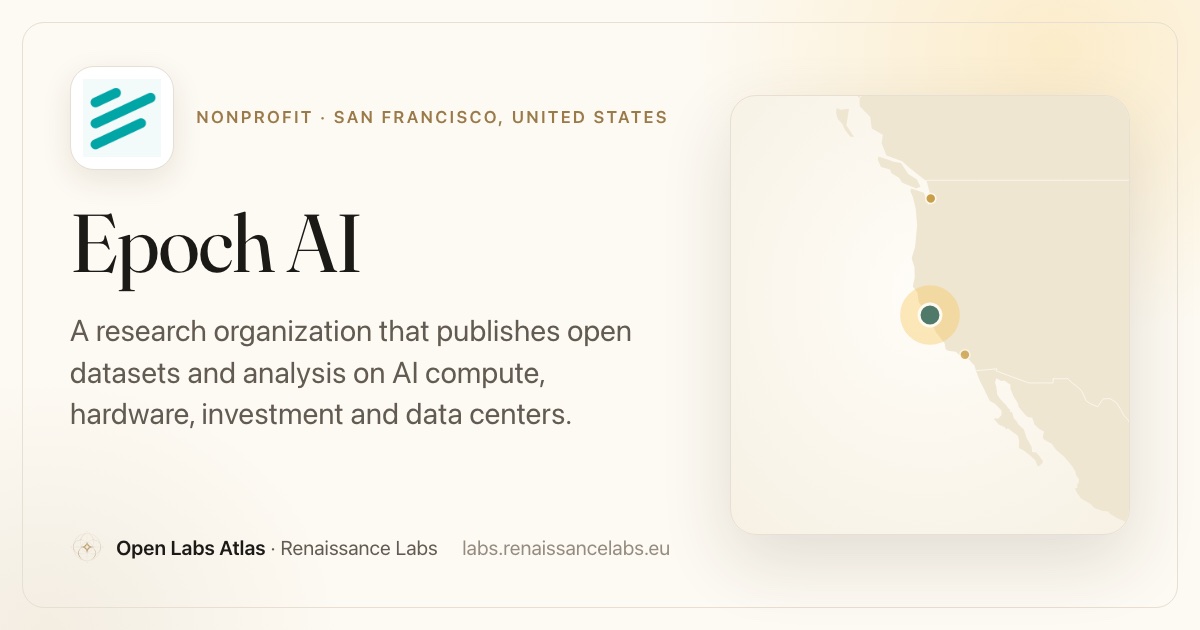 NONPROFIT · SAN FRANCISCO, UNITED STATES
Epoch AI
A research organization that publishes open
datasets and analysis on AI compute,
hardware, investment and data centers.
Open Labs Atlas · Renaissance Labs labs.renaissancelabs.eu